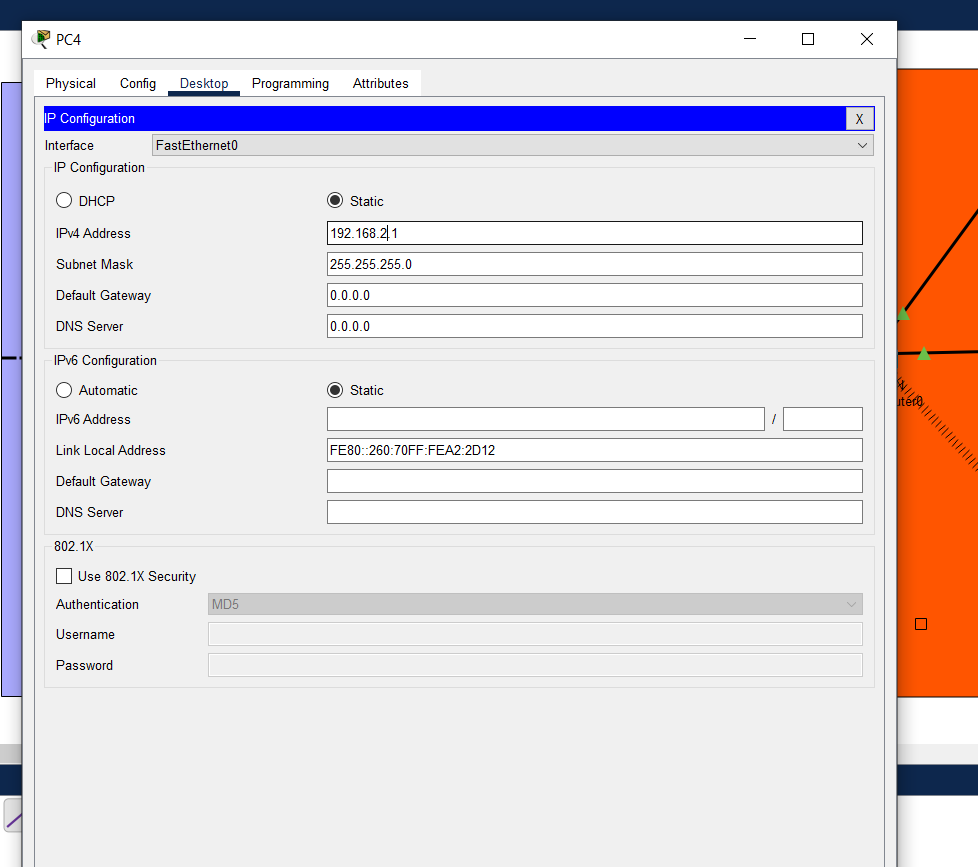 PC4
Physical Config Desktop Programming Attributes
IP Configuration X
Interface FastEthernet0
IP Configuration
DHCP Static
IPv4 Address 192.168.2.1
Subnet Mask 255.255.255.0
Default Gateway 0.0.0.0
DNS Server 0.0.0.0
IPv6 Configuration
Automatic Static
IPv6 Address /
Link Local Address FE80::260:70FF:FEA2:2D12
Default Gateway
DNS Server
802.1X
Use 802.1X Security
Authentication MD5
Username
Password